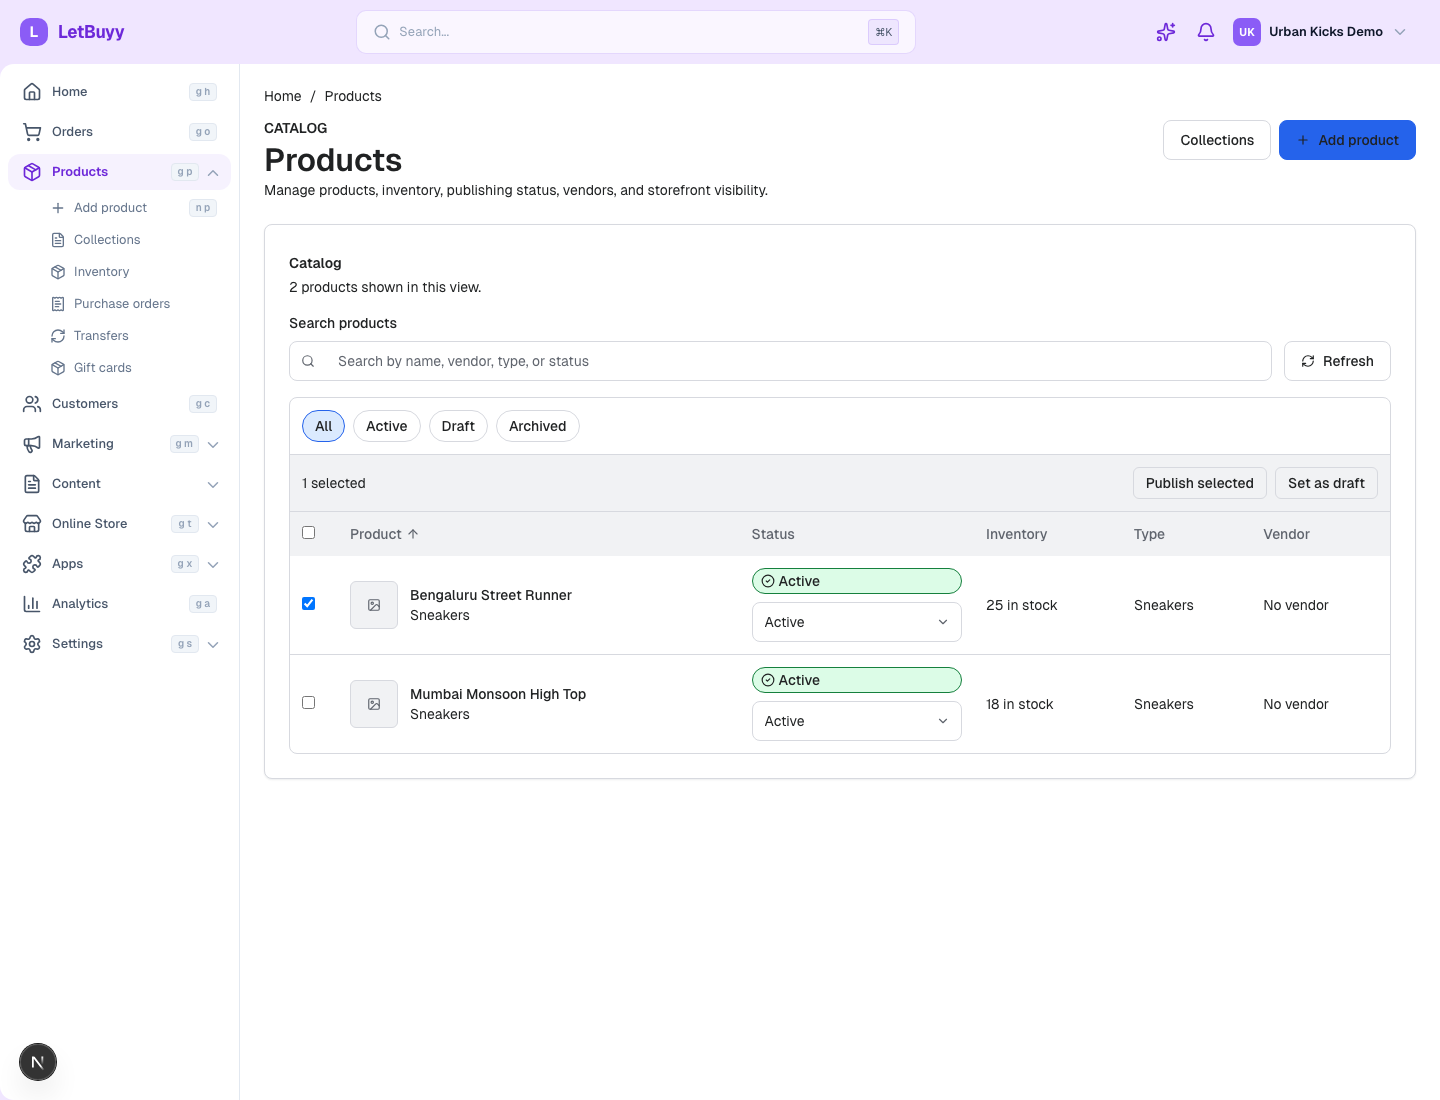 L LetBuyy
Search...
⌘K
UK Urban Kicks Demo
Home g h
Orders g o
Products g p
Add product n p
Collections
Inventory
Purchase orders
Transfers
Gift cards
Customers g c
Marketing g m
Content
Online Store g t
Apps g x
Analytics g a
Settings g s
N
Home / Products
CATALOG
Products
Manage products, inventory, publishing status, vendors, and storefront visibility.
Collections
+ Add product
Catalog
2 products shown in this view.
Search products
Search by name, vendor, type, or status
Refresh
All Active Draft Archived
1 selected
Publish selected Set as draft
Product ↑ Status Inventory Type Vendor
Bengaluru Street Runner
Sneakers
Active
Active
25 in stock
Sneakers
No vendor
Mumbai Monsoon High Top
Sneakers
Active
Active
18 in stock
Sneakers
No vendor